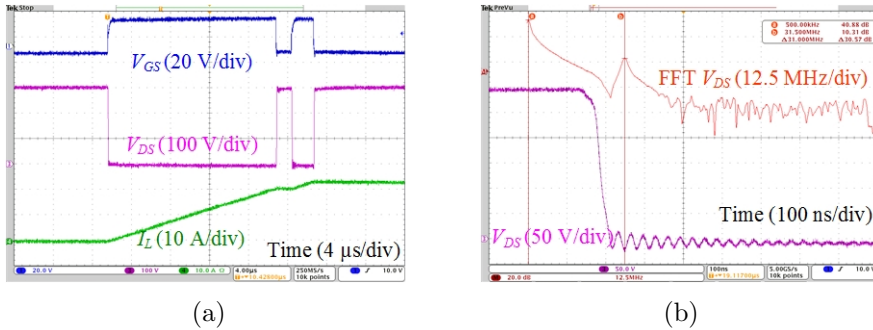 Tek Stop
V_GS (20 V/div)
V_DS (100 V/div)
I_L (10 A/div)
Time (4 µs/div)
20.0 V
100 V
10.0 A Ω
4.00µs
250MS/s
10k points
10.0 V
(a)
Tek PreVu
a 500.00kHz 40.88 dB
b 31.500MHz 10.31 dB
Δ31.000MHz Δ30.57 dB
FFT V_DS (12.5 MHz/div)
V_DS (50 V/div)
Time (100 ns/div)
50.0 V
20.0 dB
12.5MHz
100ns
5.00GS/s
10k points
10.0 V
(b)